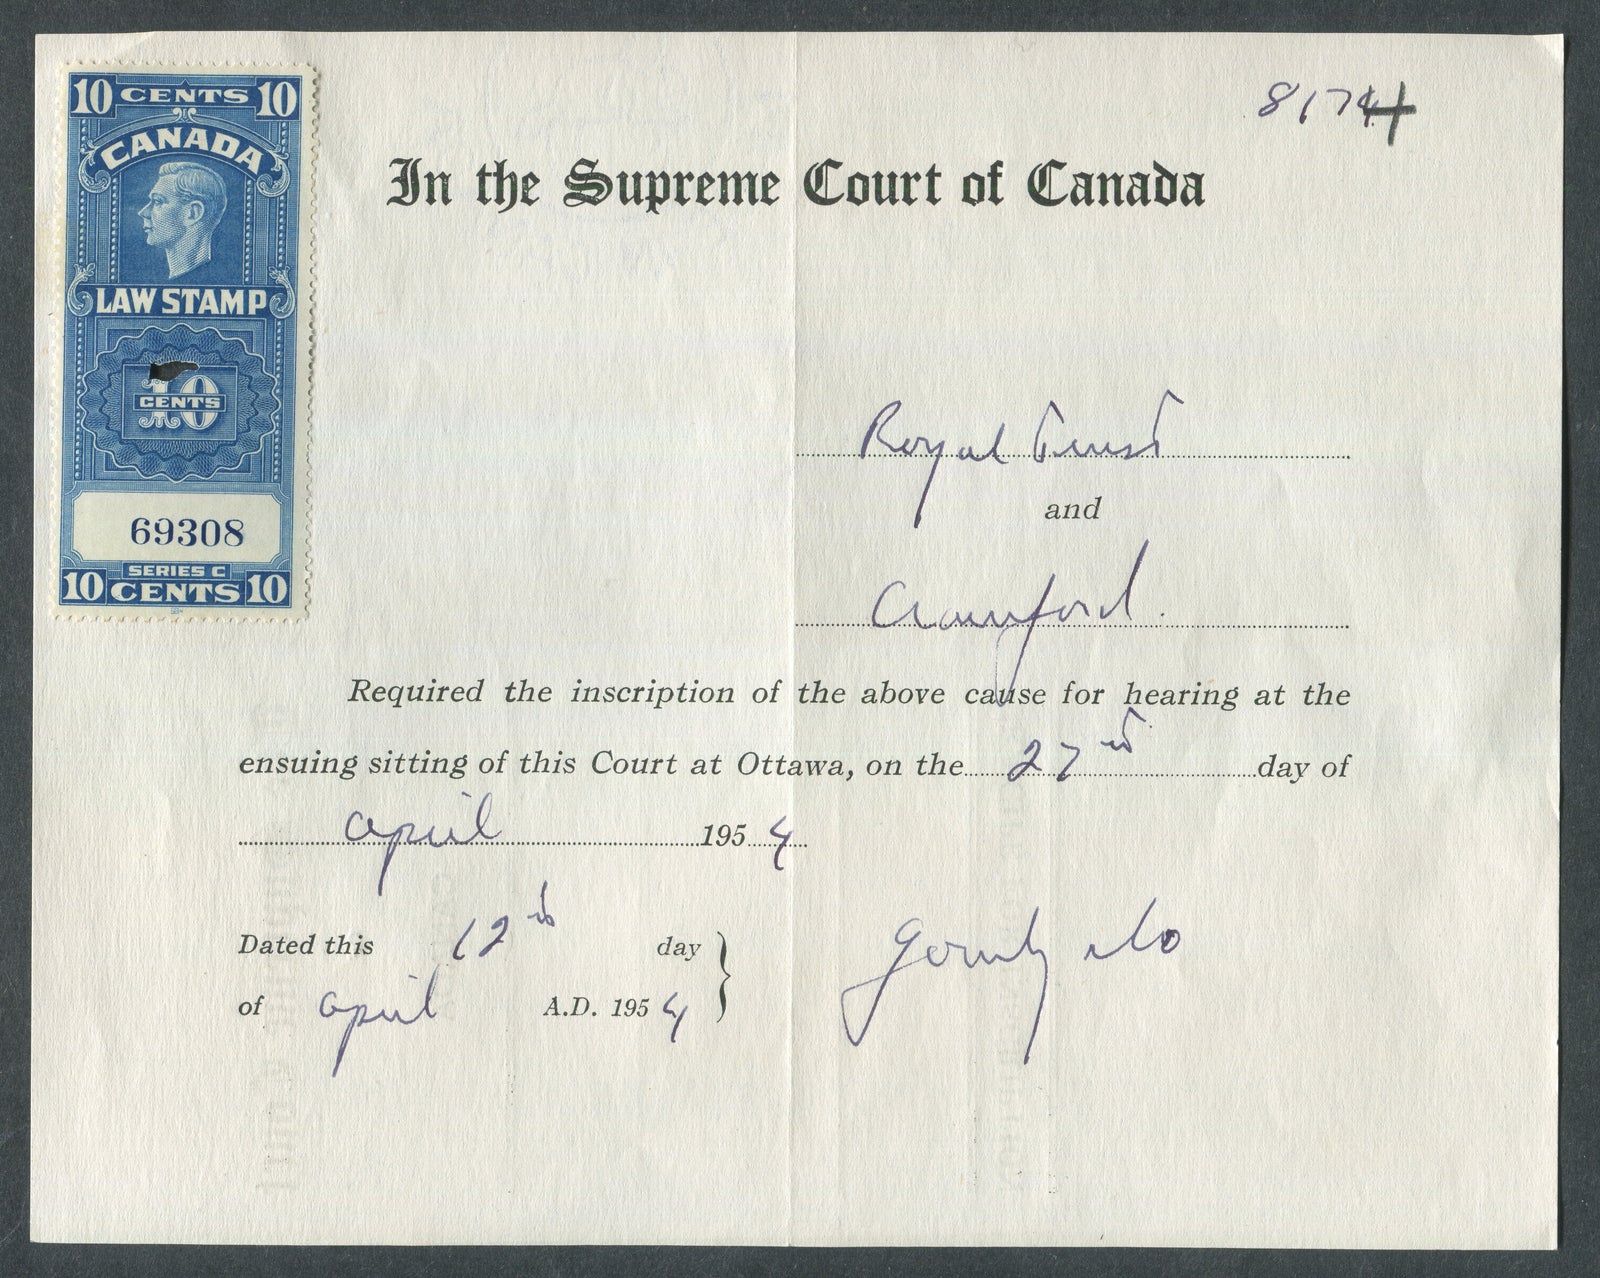 10 CENTS 10
CANADA
LAW STAMP
10
CENTS
69308
SERIES C
10 CENTS 10
8174
In the Supreme Court of Canada
Royal Trust
and
Crawford.
Required the inscription of the above cause for hearing at the
ensuing sitting of this Court at Ottawa, on the 27th day of
April 1954
Dated this 12th day
of April A.D. 1954